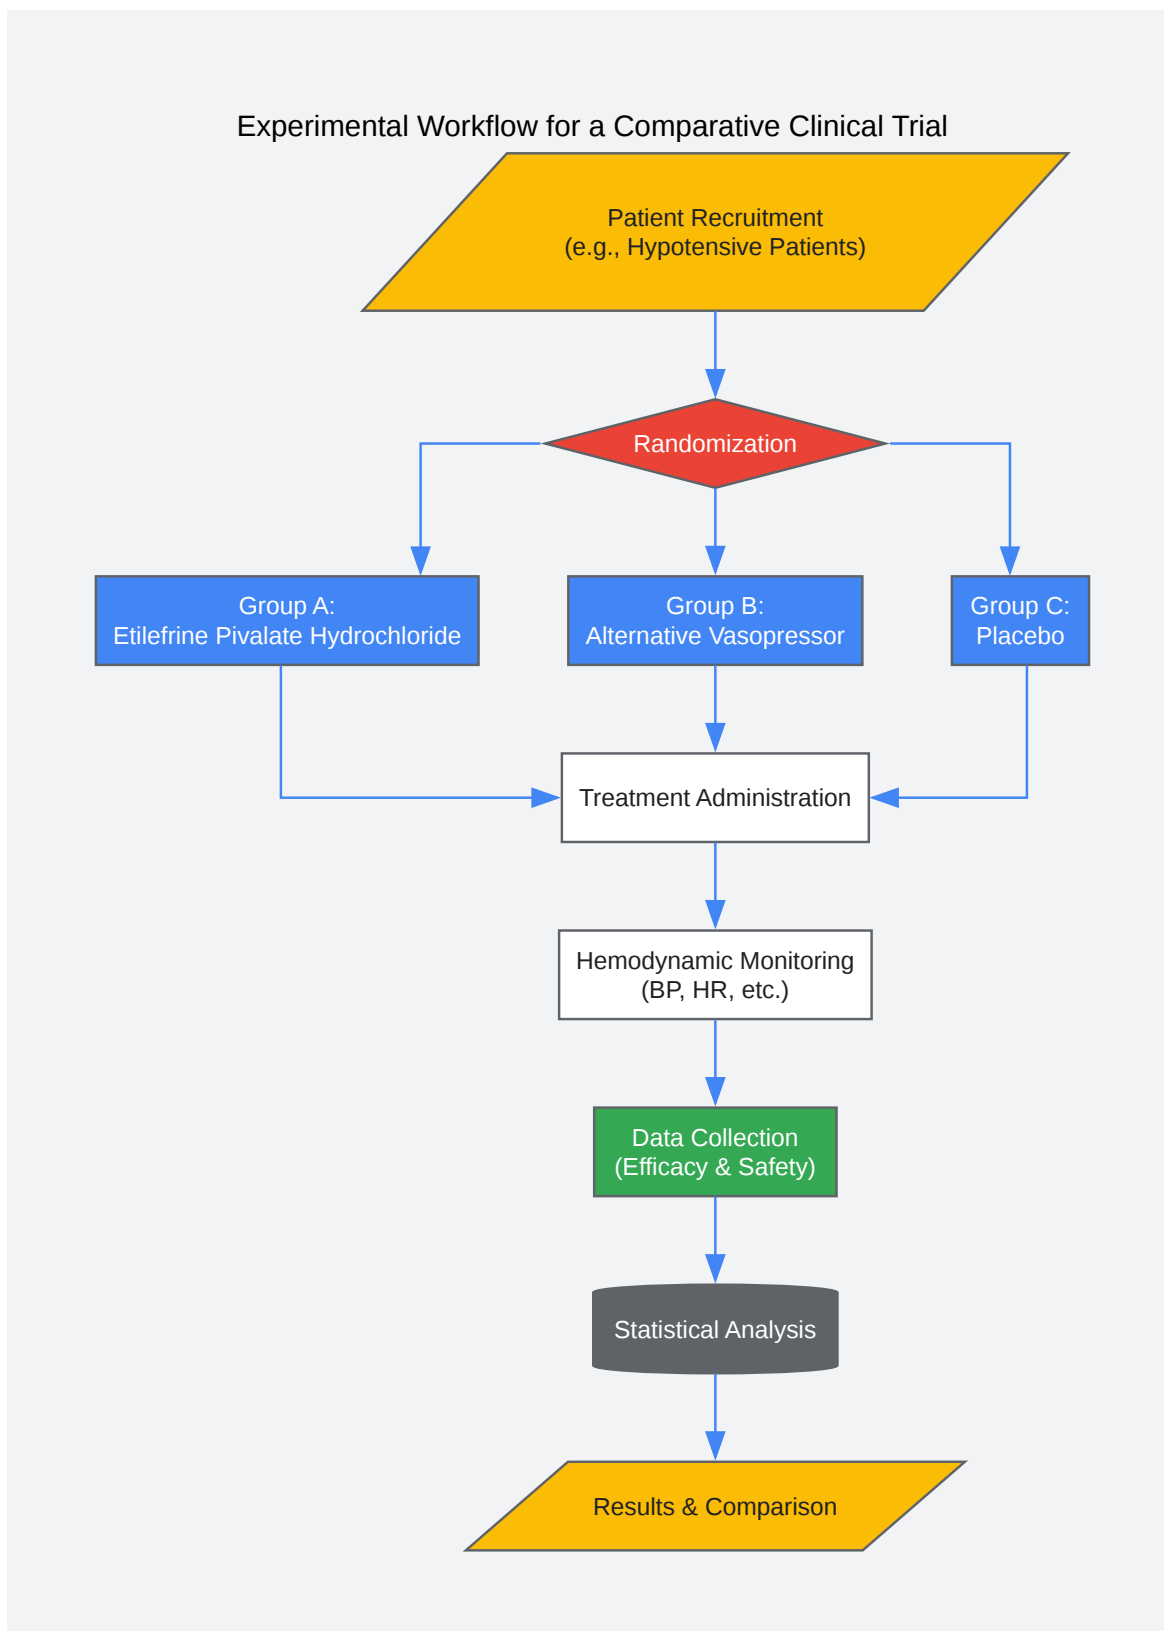 Experimental Workflow for a Comparative Clinical Trial
Patient Recruitment
(e.g., Hypotensive Patients)
Randomization
Group A:
Etilefrine Pivalate Hydrochloride
Group B:
Alternative Vasopressor
Group C:
Placebo
Treatment Administration
Hemodynamic Monitoring
(BP, HR, etc.)
Data Collection
(Efficacy & Safety)
Statistical Analysis
Results & Comparison